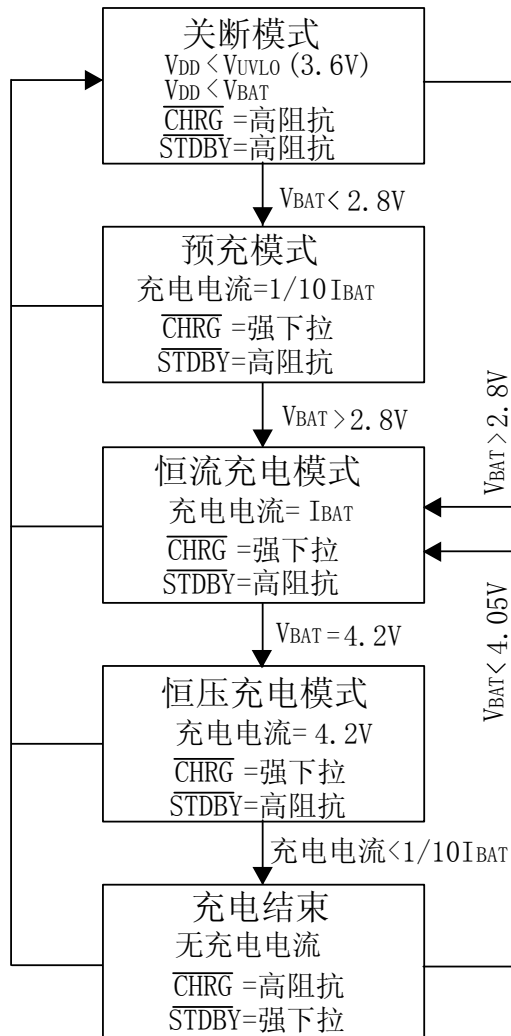 关断模式
VDD<VUVLO(3.6V)
VDD<VBAT
CHRG=高阻抗
STDBY=高阻抗
VBAT<2.8V
预充模式
充电电流=1/10IBAT
CHRG=强下拉
STDBY=高阻抗
VBAT>2.8V
恒流充电模式
充电电流=IBAT
CHRG=强下拉
STDBY=高阻抗
VBAT>2.8V
VBAT<4.05V
VBAT=4.2V
恒压充电模式
充电电流=4.2V
CHRG=强下拉
STDBY=高阻抗
充电电流<1/10IBAT
充电结束
无充电电流
CHRG=高阻抗
STDBY=强下拉